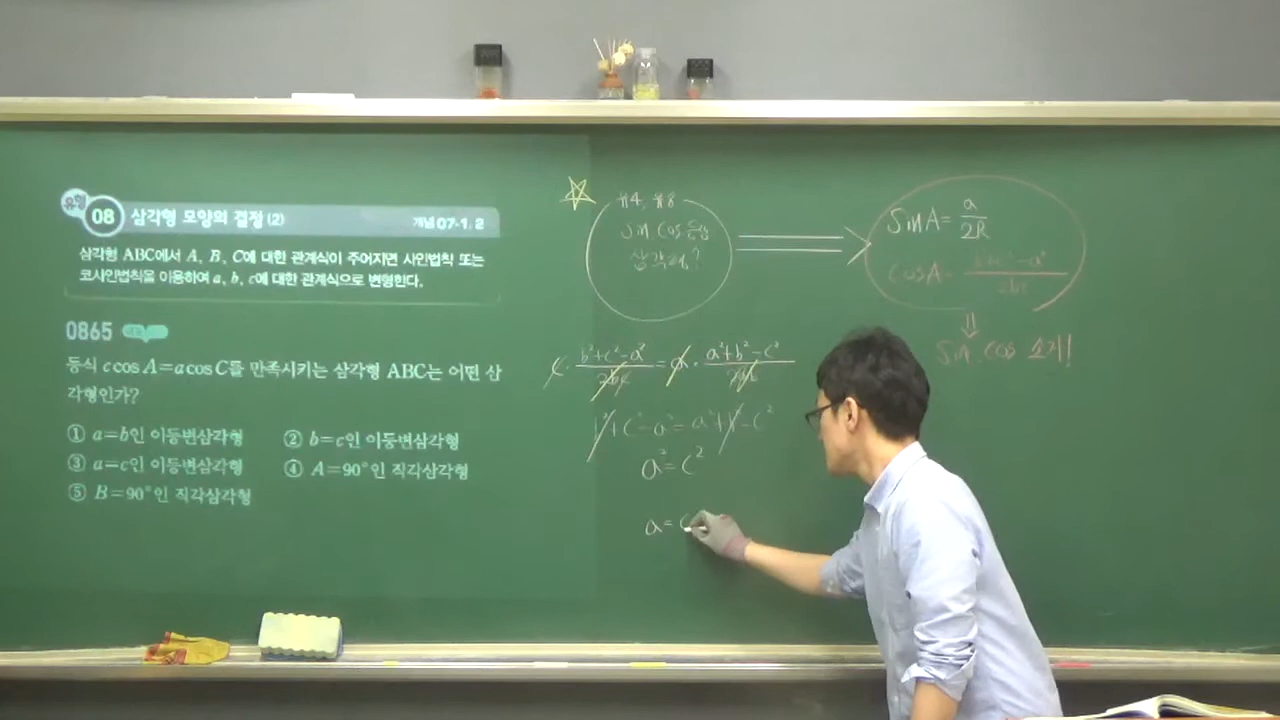 유형 08 삼각형 모양의 결정 (2) 개념 07-1, 2
삼각형 ABC에서 A, B, C에 대한 관계식이 주어지면 사인법칙 또는
코사인법칙을 이용하여 a, b, c에 대한 관계식으로 변형한다.
0865
등식 c cos A=a cos C를 만족시키는 삼각형 ABC는 어떤 삼
각형인가?
① a=b인 이등변삼각형 ② b=c인 이등변삼각형
③ a=c인 이등변삼각형 ④ A=90°인 직각삼각형
⑤ B=90°인 직각삼각형
sin, cos
삼각형?
sinA= a/2R
cosA= b²+c²-a²/2bc
⇓
sin, cos
c · b²+c²-a²/2bc = a · a²+b²-c²/2ab
b²+c²-a²=a²+b²-c²
a²=c²
a=c